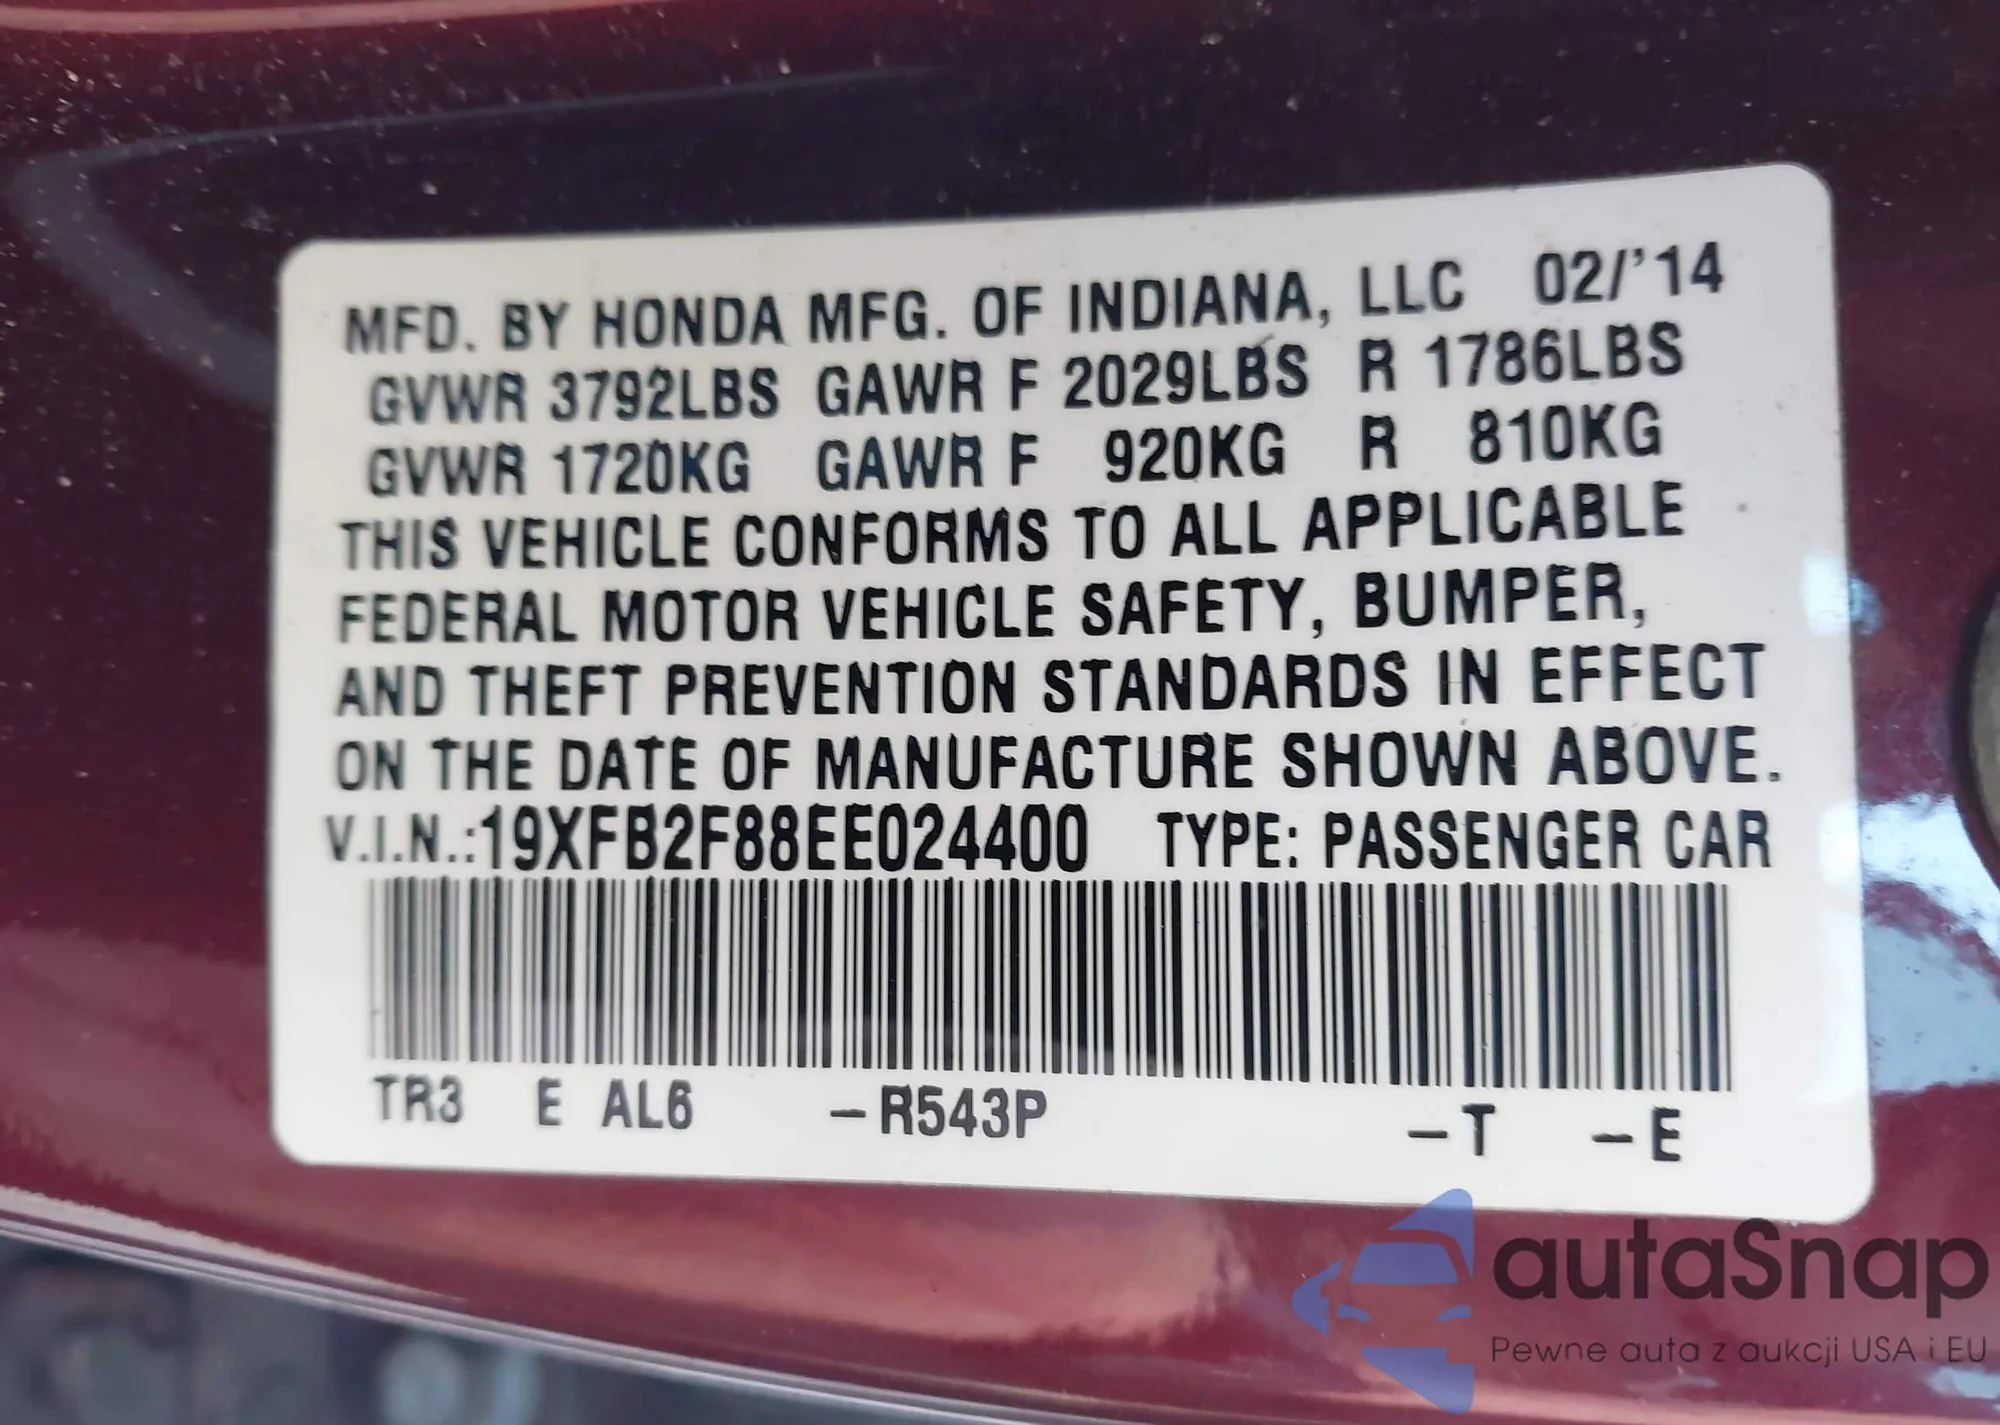 MFD. BY HONDA MFG. OF INDIANA, LLC 02/'14
GVWR 3792LBS GAWR F 2029LBS R 1786LBS
GVWR 1720KG GAWR F 920KG R 810KG
THIS VEHICLE CONFORMS TO ALL APPLICABLE
FEDERAL MOTOR VEHICLE SAFETY, BUMPER,
AND THEFT PREVENTION STANDARDS IN EFFECT
ON THE DATE OF MANUFACTURE SHOWN ABOVE.
V.I.N.:19XFB2F88EE024400 TYPE: PASSENGER CAR
TR3 E AL6 –R543P –T –E
autaSnap
Pewne auta z aukcji USA i EU